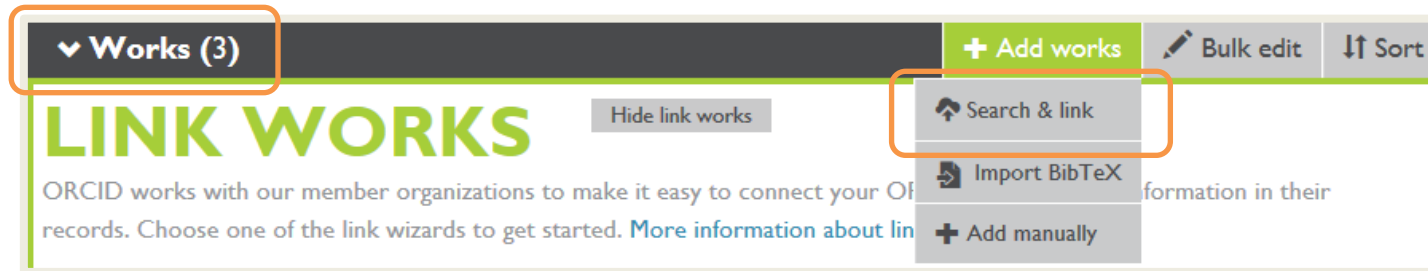 Works (3)
Add works
Bulk edit
Sort
LINK WORKS
Hide link works
Search & link
Import BibTeX
Add manually
ORCID works with our member organizations to make it easy to connect your OR formation in their
records. Choose one of the link wizards to get started. More information about lin